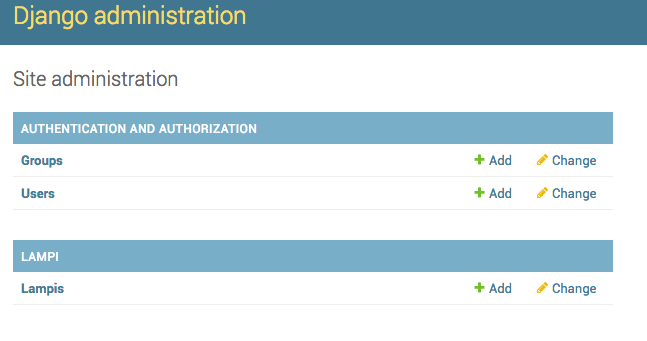 Django administration
Site administration
AUTHENTICATION AND AUTHORIZATION
Groups Add Change
Users Add Change
LAMPI
Lampis Add Change